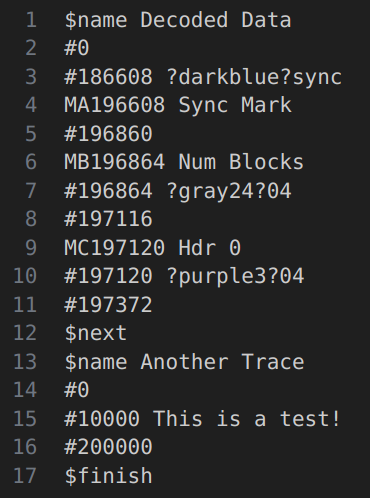 1 $name Decoded Data
2 #0
3 #186608 ?darkblue?sync
4 MA196608 Sync Mark
5 #196860
6 MB196864 Num Blocks
7 #196864 ?gray24?04
8 #197116
9 MC197120 Hdr 0
10 #197120 ?purple3?04
11 #197372
12 $next
13 $name Another Trace
14 #0
15 #10000 This is a test!
16 #200000
17 $finish